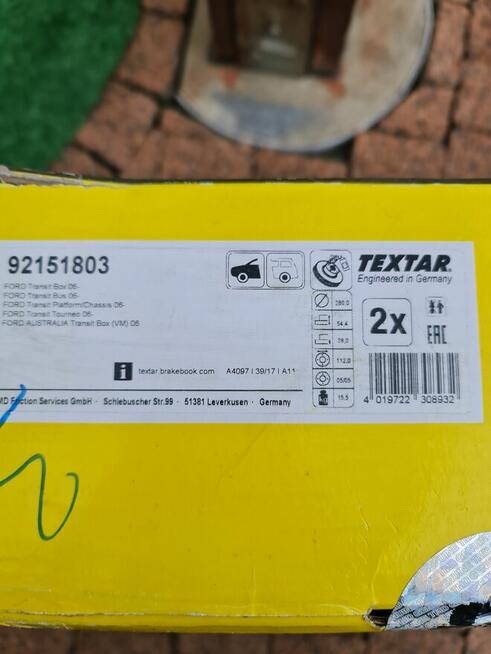 92151803
FORD Transit Box 06-
FORD Transit Bus 06-
FORD Transit Platform/Chassis 06-
FORD Transit Tourneo 06-
FORD AUSTRALIA Transit Box (VM) 06
i textar brakebook.com A4097 | 39/17 | A11
MD Friction Services GmbH · Schlebuscher Str.99 · 51381 Leverkusen · Germany
TEXTAR®
Engineered in Germany
280,0
54,4
28,0
112,0
05/05
KG
15,5
2x
EAC
4 019722 308932